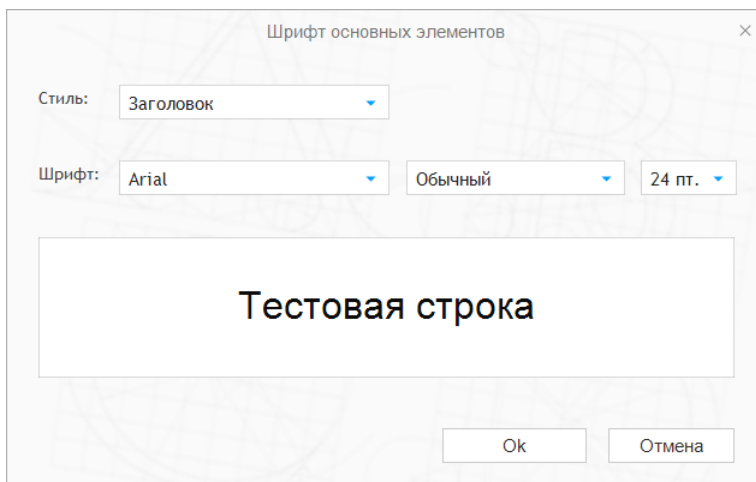 Шрифт основных элементов
Стиль: Заголовок
Шрифт: Arial Обычный 24 пт.
Тестовая строка
Ok Отмена